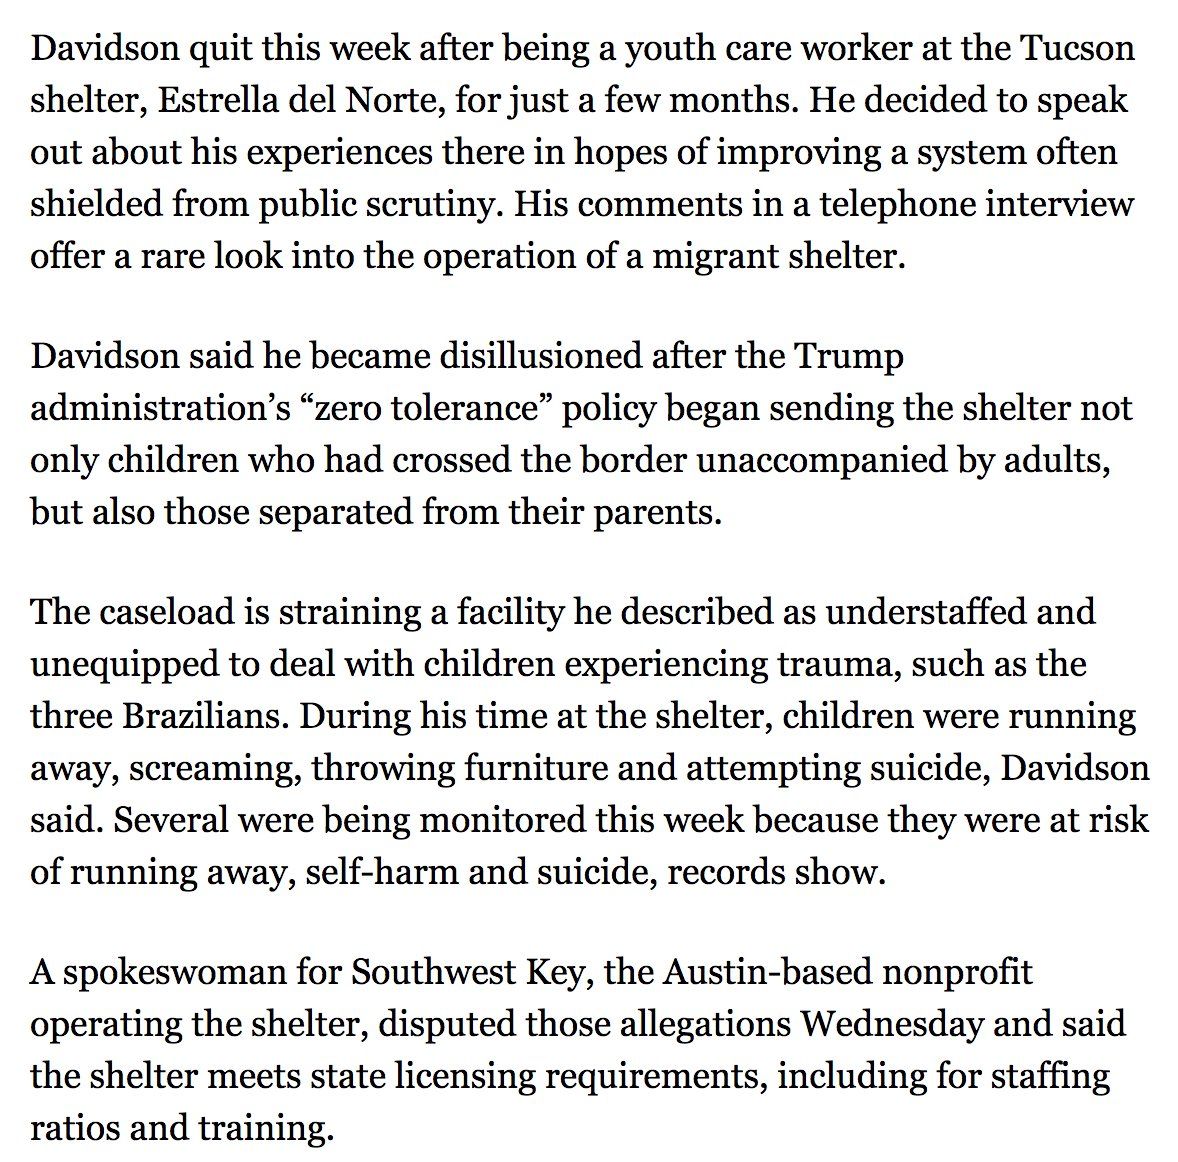 Davidson quit this week after being a youth care worker at the Tucson
shelter, Estrella del Norte, for just a few months. He decided to speak
out about his experiences there in hopes of improving a system often
shielded from public scrutiny. His comments in a telephone interview
offer a rare look into the operation of a migrant shelter.
Davidson said he became disillusioned after the Trump
administration’s “zero tolerance” policy began sending the shelter not
only children who had crossed the border unaccompanied by adults,
but also those separated from their parents.
The caseload is straining a facility he described as understaffed and
unequipped to deal with children experiencing trauma, such as the
three Brazilians. During his time at the shelter, children were running
away, screaming, throwing furniture and attempting suicide, Davidson
said. Several were being monitored this week because they were at risk
of running away, self-harm and suicide, records show.
A spokeswoman for Southwest Key, the Austin-based nonprofit
operating the shelter, disputed those allegations Wednesday and said
the shelter meets state licensing requirements, including for staffing
ratios and training.